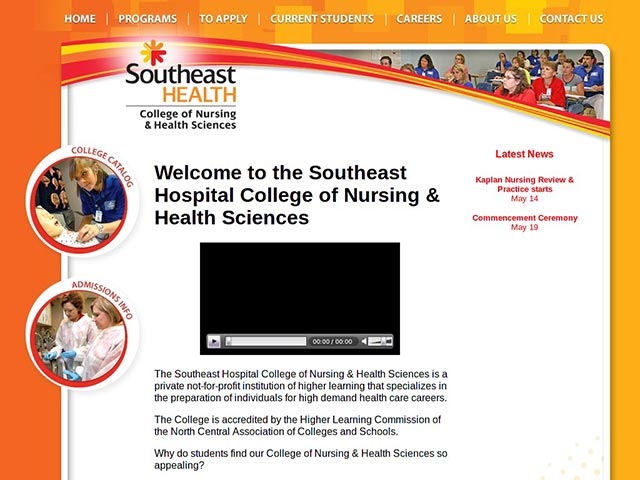 HOME | PROGRAMS | TO APPLY | CURRENT STUDENTS | CAREERS | ABOUT US | CONTACT US
Southeast
HEALTH
College of Nursing
& Health Sciences
COLLEGE CATALOG
ADMISSIONS INFO
Welcome to the Southeast
Hospital College of Nursing &
Health Sciences
00:00 / 00:00
The Southeast Hospital College of Nursing & Health Sciences is a
private not-for-profit institution of higher learning that specializes in
the preparation of individuals for high demand health care careers.
The College is accredited by the Higher Learning Commission of
the North Central Association of Colleges and Schools.
Why do students find our College of Nursing & Health Sciences so
appealing?
Latest News
Kaplan Nursing Review &
Practice starts
May 14
Commencement Ceremony
May 19